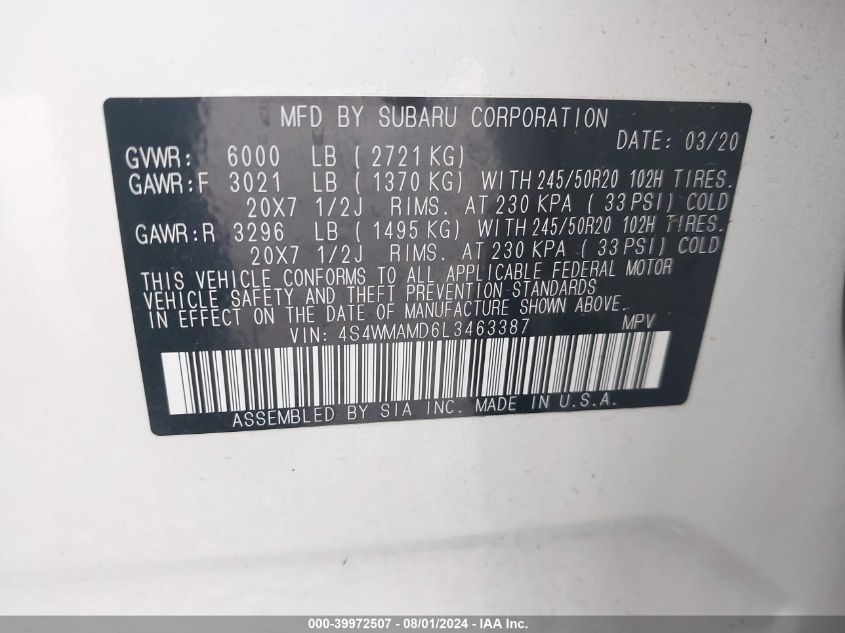 MFD BY SUBARU CORPORATION
DATE: 03/20
GVWR: 6000 LB ( 2721 KG)
GAWR:F 3021 LB ( 1370 KG) WITH 245/50R20 102H TIRES.
20X7 1/2J RIMS. AT 230 KPA ( 33 PSI) COLD
GAWR:R 3296 LB ( 1495 KG) WITH 245/50R20 102H TIRES.
20X7 1/2J RIMS. AT 230 KPA ( 33 PSI) COLD
THIS VEHICLE CONFORMS TO ALL APPLICABLE FEDERAL MOTOR
VEHICLE SAFETY AND THEFT PREVENTION STANDARDS
IN EFFECT ON THE DATE OF MANUFACTURE SHOWN ABOVE.
VIN: 4S4WMAMD6L3463387 MPV
ASSEMBLED BY SIA INC. MADE IN U.S.A.
000-39972507 - 08/01/2024 - IAA Inc.